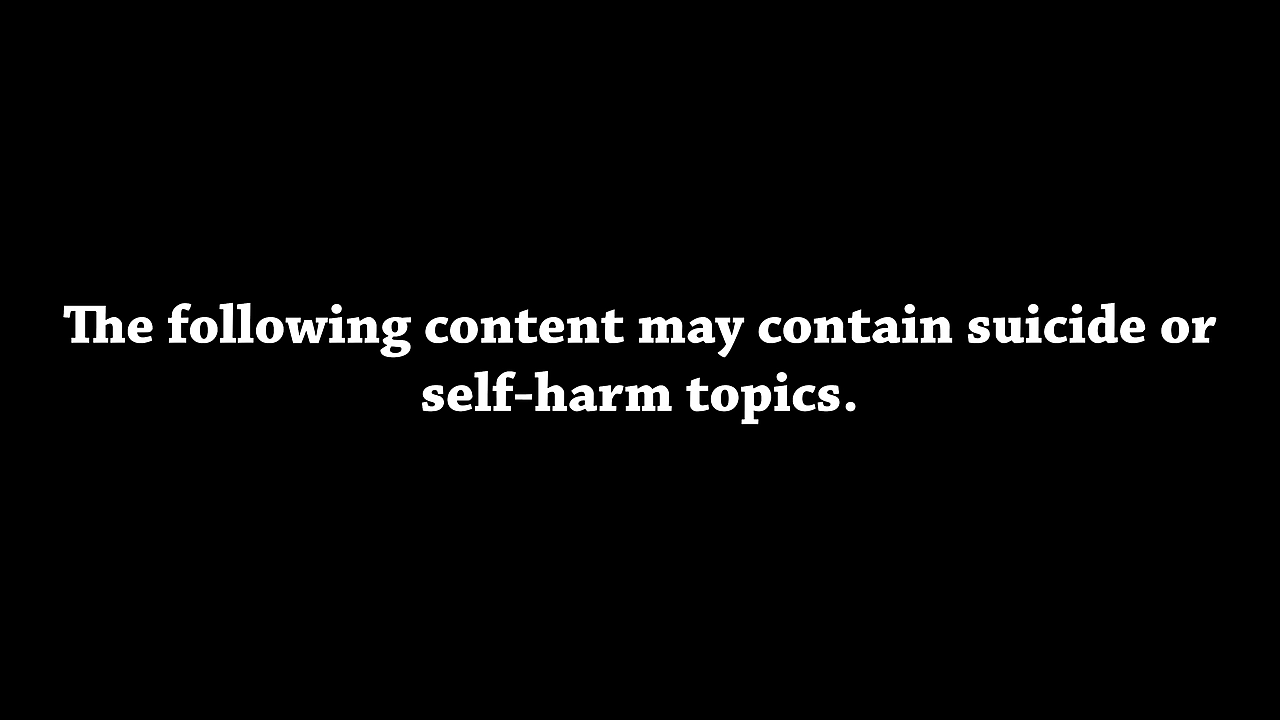 The following content may contain suicide or
self-harm topics.